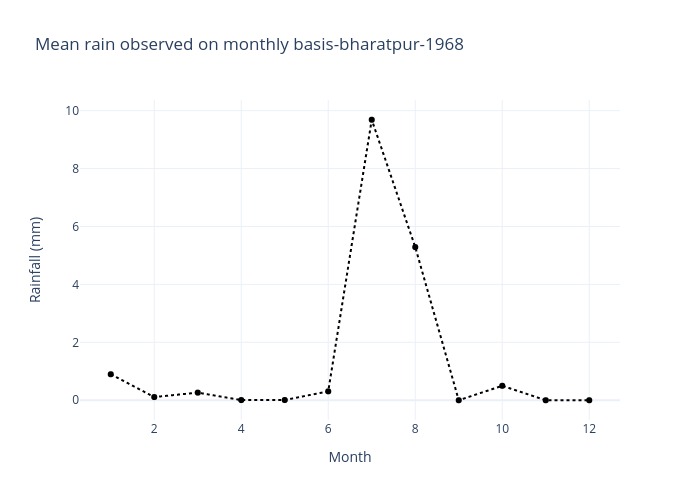 Mean rain observed on monthly basis-bharatpur-1968
10
8
6
4
2
0
Rainfall (mm)
2 4 6 8 10 12
Month